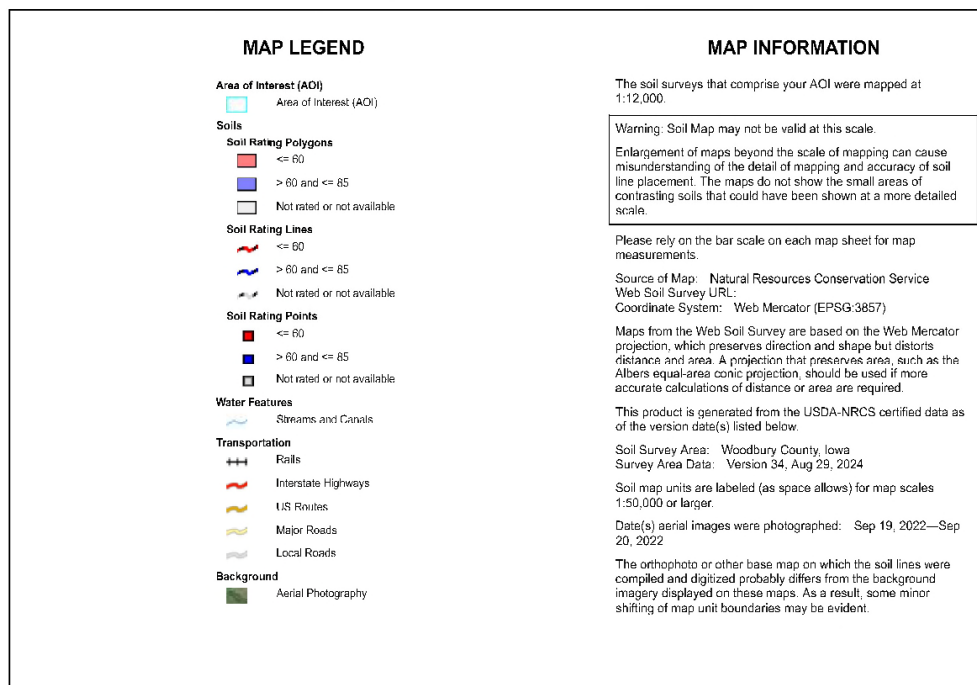 MAP LEGEND
Area of Interest (AOI)
Area of Interest (AOI)
Soils
Soil Rating Polygons
<= 60
> 60 and <= 85
Not rated or not available
Soil Rating Lines
<= 60
> 60 and <= 85
Not rated or not available
Soil Rating Points
<= 60
> 60 and <= 85
Not rated or not available
Water Features
Streams and Canals
Transportation
Rails
Interstate Highways
US Routes
Major Roads
Local Roads
Background
Aerial Photography
MAP INFORMATION
The soil surveys that comprise your AOI were mapped at
1:12,000.
Warning: Soil Map may not be valid at this scale.
Enlargement of maps beyond the scale of mapping can cause
misunderstanding of the detail of mapping and accuracy of soil
line placement. The maps do not show the small areas of
contrasting soils that could have been shown at a more detailed
scale.
Please rely on the bar scale on each map sheet for map
measurements.
Source of Map: Natural Resources Conservation Service
Web Soil Survey URL:
Coordinate System: Web Mercator (EPSG:3857)
Maps from the Web Soil Survey are based on the Web Mercator
projection, which preserves direction and shape but distorts
distance and area. A projection that preserves area, such as the
Albers equal-area conic projection, should be used if more
accurate calculations of distance or area are required.
This product is generated from the USDA-NRCS certified data as
of the version date(s) listed below.
Soil Survey Area: Woodbury County, Iowa
Survey Area Data: Version 34, Aug 29, 2024
Soil map units are labeled (as space allows) for map scales
1:50,000 or larger.
Date(s) aerial images were photographed: Sep 19, 2022—Sep
20, 2022
The orthophoto or other base map on which the soil lines were
compiled and digitized probably differs from the background
imagery displayed on these maps. As a result, some minor
shifting of map unit boundaries may be evident.